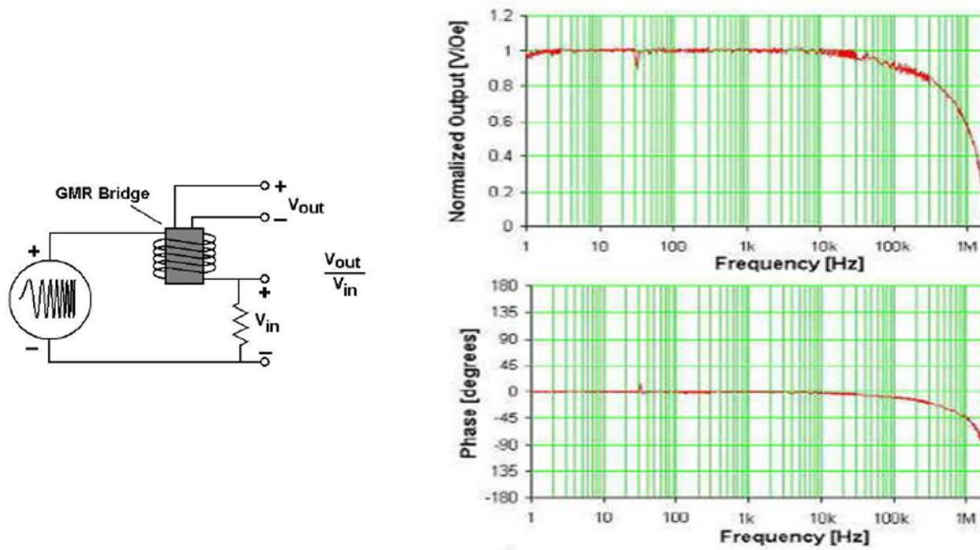 GMR Bridge
+
Vout
−
+
Vout
Vin
+
Vin
−
−
Normalized Output [V/Oe]
1.2
1
0.8
0.6
0.4
0.2
0
1 10 100 1k 10k 100k 1M
Frequency [Hz]
Phase [degrees]
180
135
90
45
0
-45
-90
135
-180
1 10 100 1k 10k 100k 1M
Frequency [Hz]